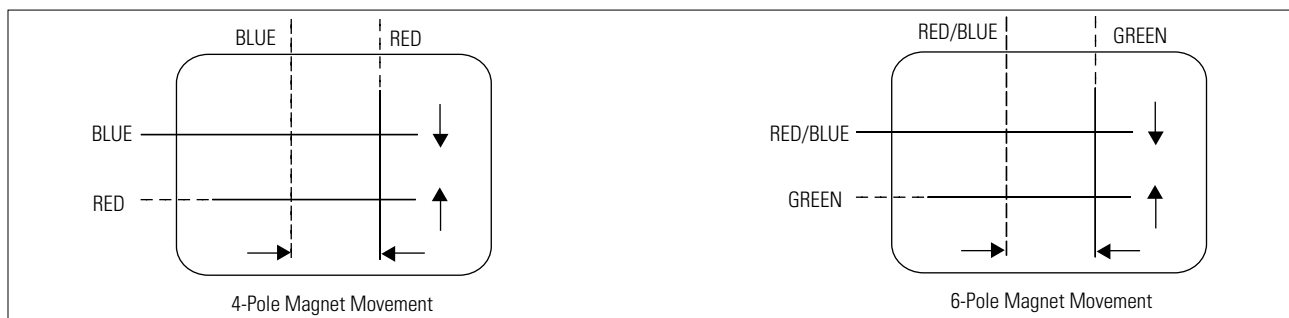 BLUE
RED
BLUE
RED
4-Pole Magnet Movement
RED/BLUE
GREEN
RED/BLUE
GREEN
6-Pole Magnet Movement